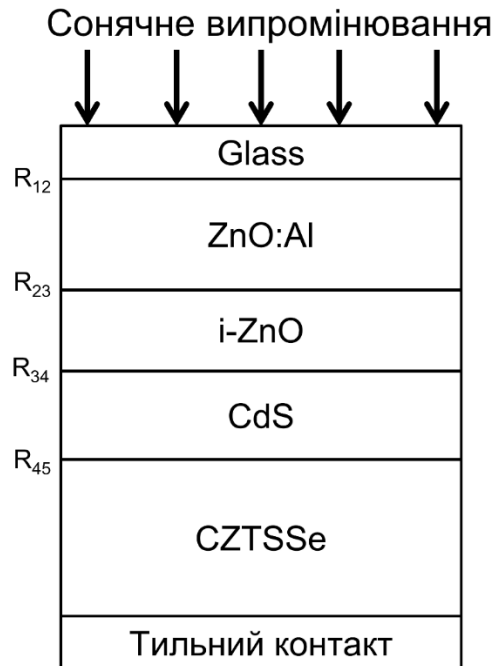 Сонячне випромінювання
Glass
R12
ZnO:Al
R23
i-ZnO
R34
CdS
R45
CZTSSe
Тильний контакт